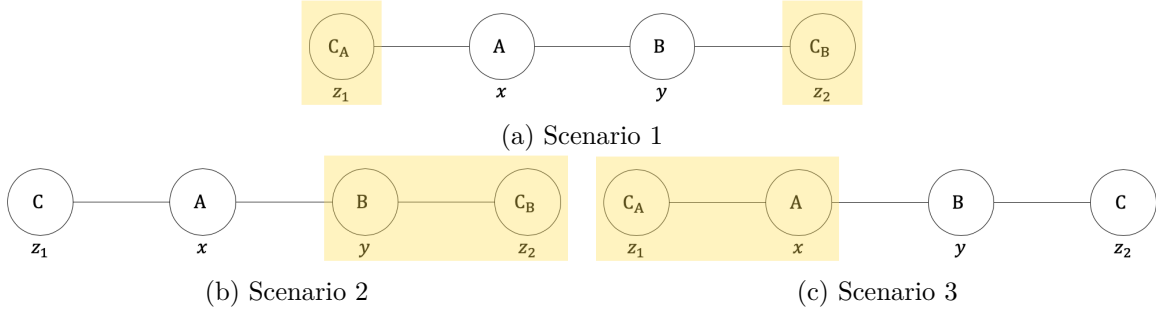 C_A A B C_B
z_1 x y z_2
(a) Scenario 1
C A B C_B C_A A B C
z_1 x y z_2 z_1 x y z_2
(b) Scenario 2 (c) Scenario 3